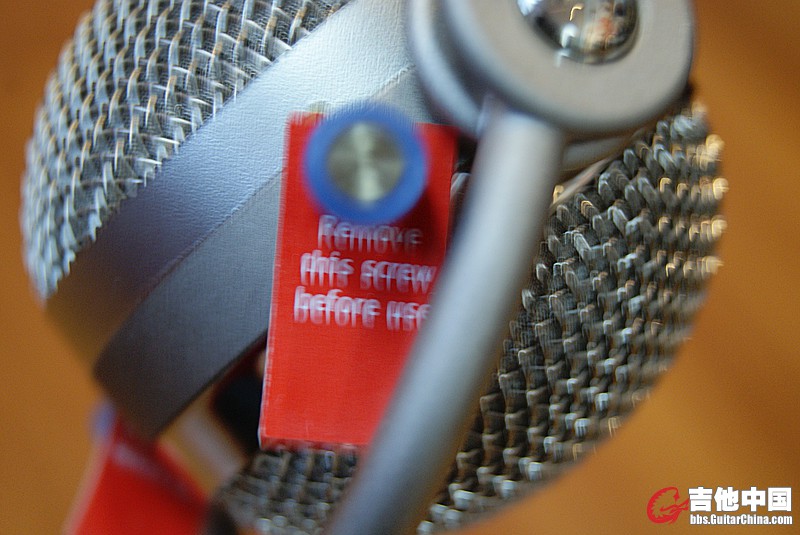 Remove
this screw
before use
吉他中国
bbs.GuitarChina.com